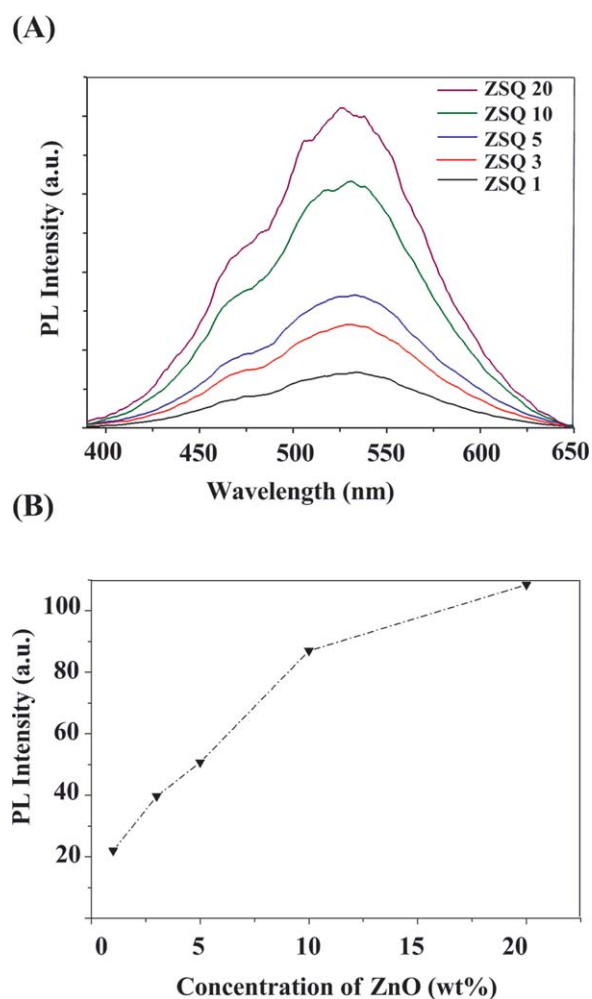 (A)
ZSQ 20
ZSQ 10
ZSQ 5
ZSQ 3
ZSQ 1
PL Intensity (a.u.)
400 450 500 550 600 650
Wavelength (nm)
(B)
100
80
60
40
20
PL Intensity (a.u.)
0 5 10 15 20
Concentration of ZnO (wt%)